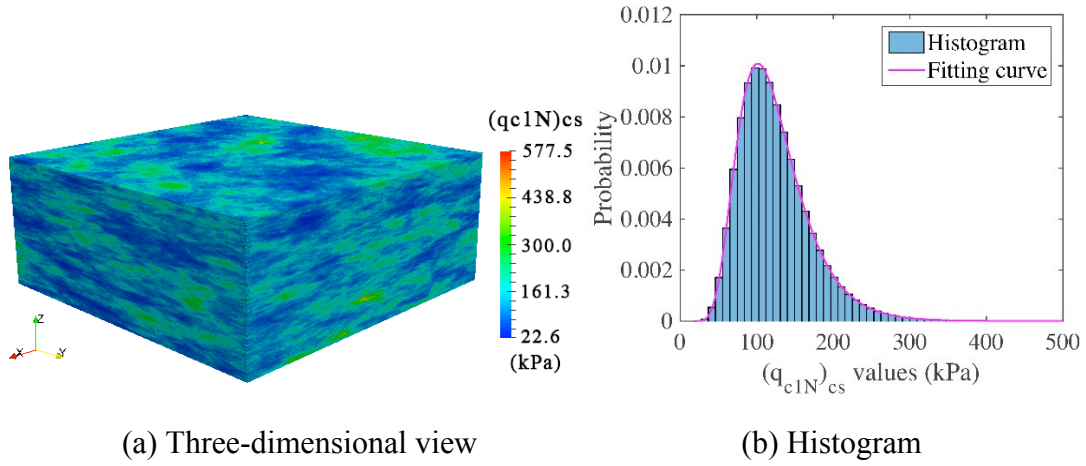 (qc1N)cs
577.5
438.8
300.0
161.3
22.6
(kPa)
Z
X
Y
0.012
0.01
0.008
0.006
0.004
0.002
0
Probability
Histogram
Fitting curve
0 100 200 300 400 500
(q_{c1N})_{cs} values (kPa)
(a) Three-dimensional view
(b) Histogram